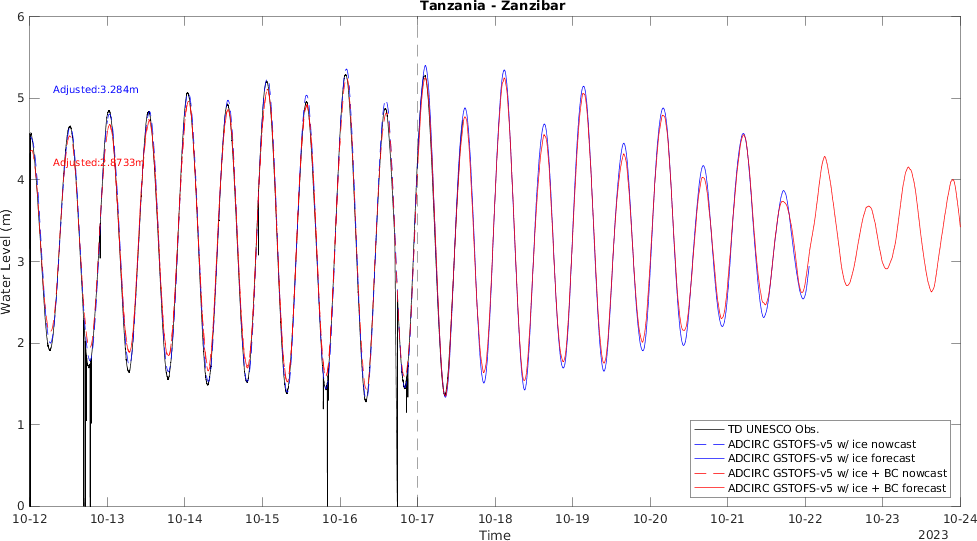 Tanzania - Zanzibar
6
5
4
3
2
1
0
Water Level (m)
Adjusted:3.284m
Adjusted:2.8733m
TD UNESCO Obs.
ADCIRC GSTOFS-v5 w/ ice nowcast
ADCIRC GSTOFS-v5 w/ ice forecast
ADCIRC GSTOFS-v5 w/ ice + BC nowcast
ADCIRC GSTOFS-v5 w/ ice + BC forecast
10-12 10-13 10-14 10-15 10-16 10-17 10-18 10-19 10-20 10-21 10-22 10-23 10-24
Time
2023